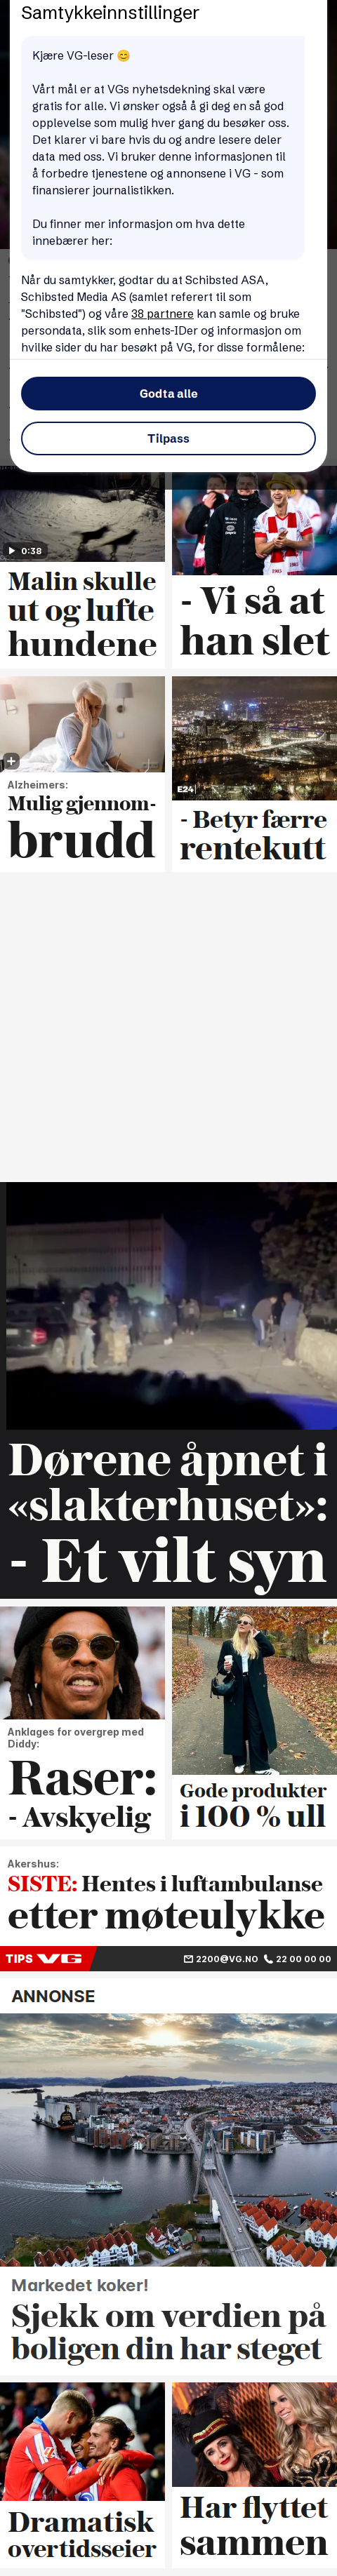 Samtykkeinnstillinger
Kjære VG-leser 😊
Vårt mål er at VGs nyhetsdekning skal være
gratis for alle. Vi ønsker også å gi deg en så god
opplevelse som mulig hver gang du besøker oss.
Det klarer vi bare hvis du og andre lesere deler
data med oss. Vi bruker denne informasjonen til
å forbedre tjenestene og annonsene i VG - som
finansierer journalistikken.
Du finner mer informasjon om hva dette
innebærer her:
Når du samtykker, godtar du at Schibsted ASA,
Schibsted Media AS (samlet referert til som
"Schibsted") og våre 38 partnere kan samle og bruke
persondata, slik som enhets-IDer og informasjon om
hvilke sider du har besøkt på VG, for disse formålene:
Godta alle
Tilpass
0:38
Malin skulle
ut og lufte
hundene
- Vi så at
han slet
Alzheimers:
Mulig gjennom-
brudd
E24
- Betyr færre
rentekutt
Dørene åpnet i
«slakterhuset»:
- Et vilt syn
Anklages for overgrep med
Diddy:
Raser:
- Avskyelig
Gode produkter
i 100 % ull
Akershus:
SISTE: Hentes i luftambulanse
etter møteulykke
TIPS VG
2200@VG.NO 22 00 00 00
ANNONSE
Markedet koker!
Sjekk om verdien på
boligen din har steget
Dramatisk
overtidsseier
Har flyttet
sammen